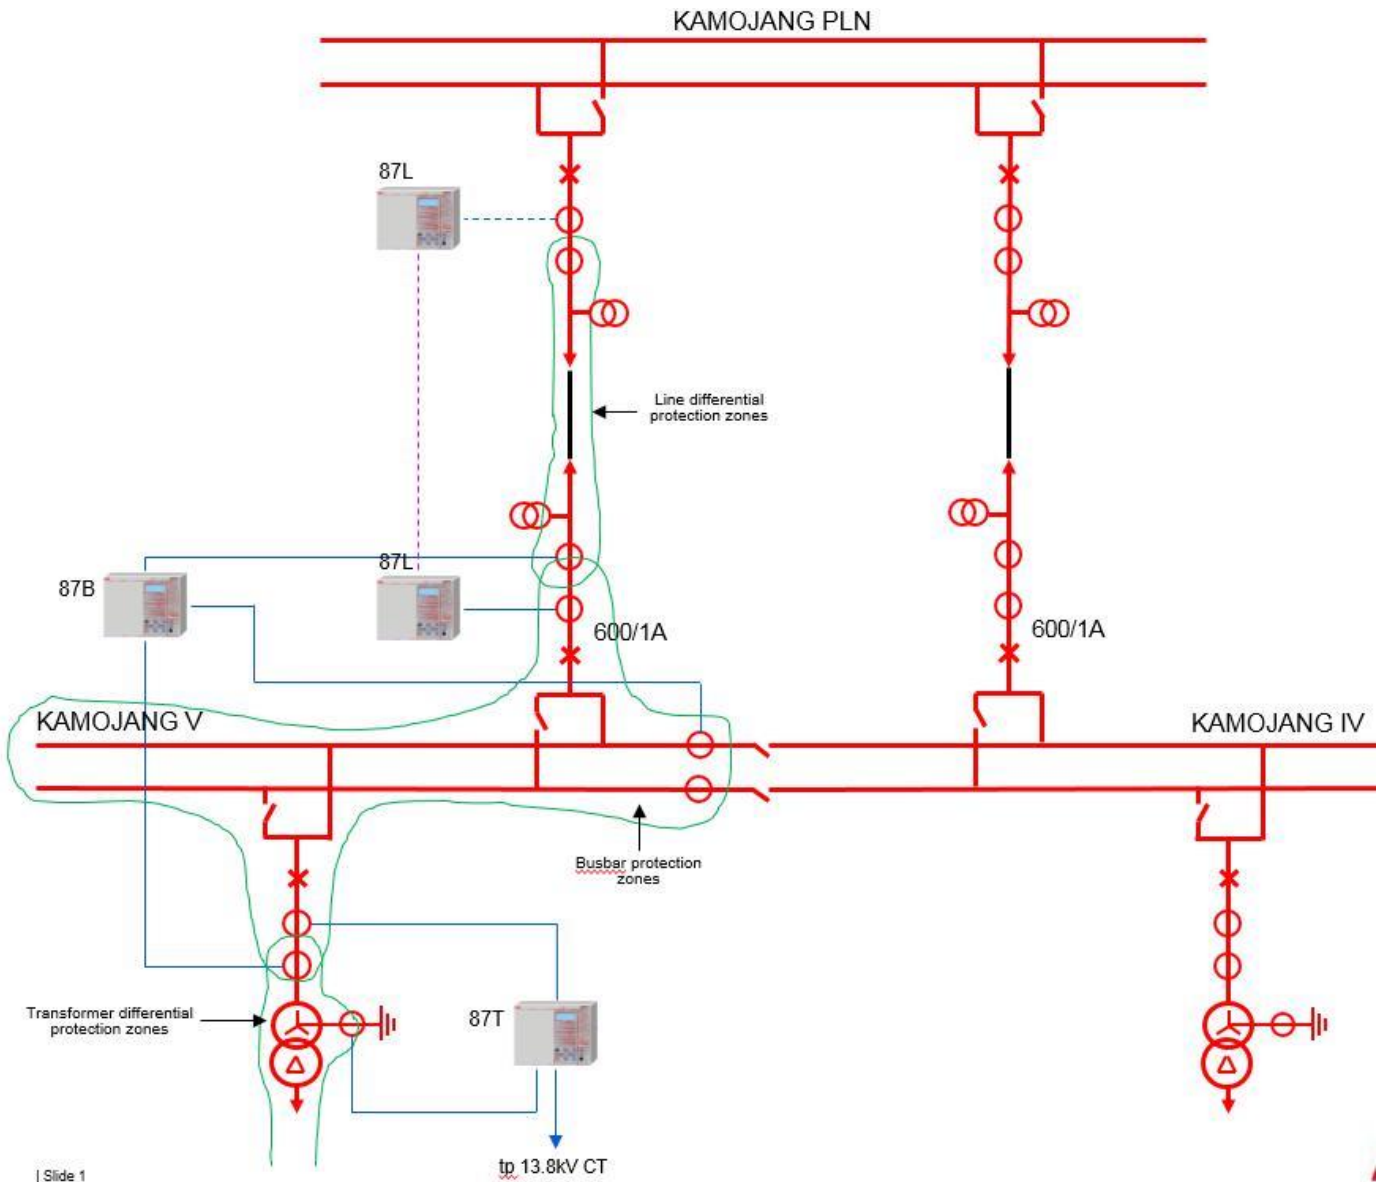 KAMOJANG PLN
87L
Line differential
protection zones
87L
87B
600/1A
600/1A
KAMOJANG V
KAMOJANG IV
Busbar protection
zones
Transformer differential
protection zones
87T
tp 13.8kV CT
| Slide 1